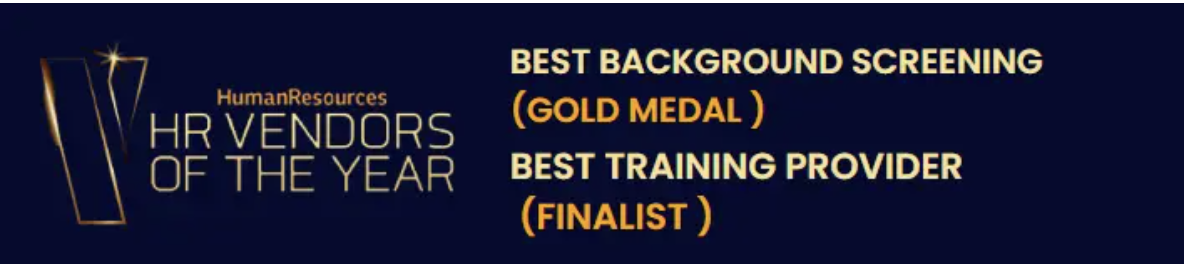 HumanResources
HR VENDORS
OF THE YEAR
BEST BACKGROUND SCREENING
(GOLD MEDAL )
BEST TRAINING PROVIDER
(FINALIST )